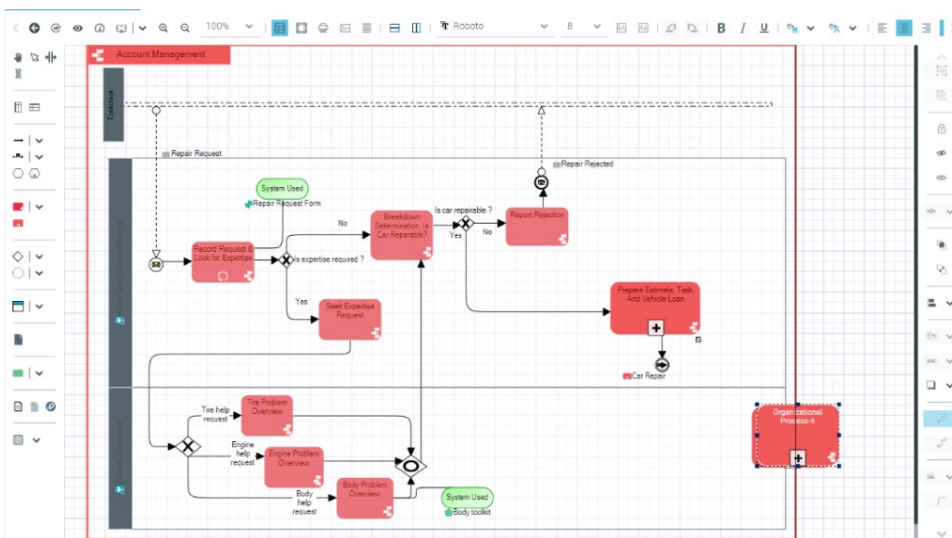 100%
Roboto
8
B I U
Account Management
Customer
Repair Request
Repair Rejected
System Used
Repair Request Form
Is car repairable ?
No
Breakdown
Determination: Is
Car Reparable?
Yes
No
Report Rejection
Record Request &
Look for Expertise
Is expertise required ?
Yes
Seek Expertise
Request
Prepare Estimate, Task,
And Vehicle Loan
Car Repair
Tire help
request
Tire Problem
Overview
Organizational
Process-4
Engine
help
request
Engine Problem
Overview
Body
help
request
Body Problem
Overview
System Used
Body toolkit